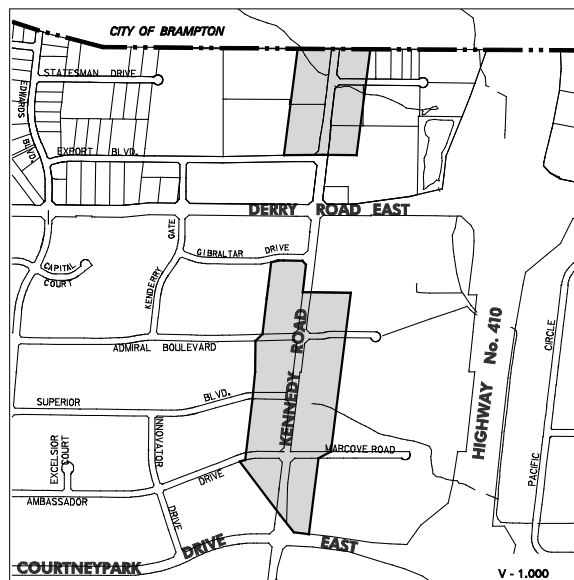 CITY OF BRAMPTON
STATESMAN DRIVE
EDWARDS BLVD.
EXPORT BLVD.
DERRY ROAD EAST
GATE
KENDERRY
GIBRALTAR DRIVE
CAPITAL
COURT
KENNEDY ROAD
HIGHWAY No. 410
CIRCLE
PACIFIC
ADMIRAL BOULEVARD
SUPERIOR BLVD.
EXCELSIOR
COURT
INNOVATOR
DRIVE
MARCOVE ROAD
AMBASSADOR DRIVE
COURTNEYPARK DRIVE EAST
V - 1.000